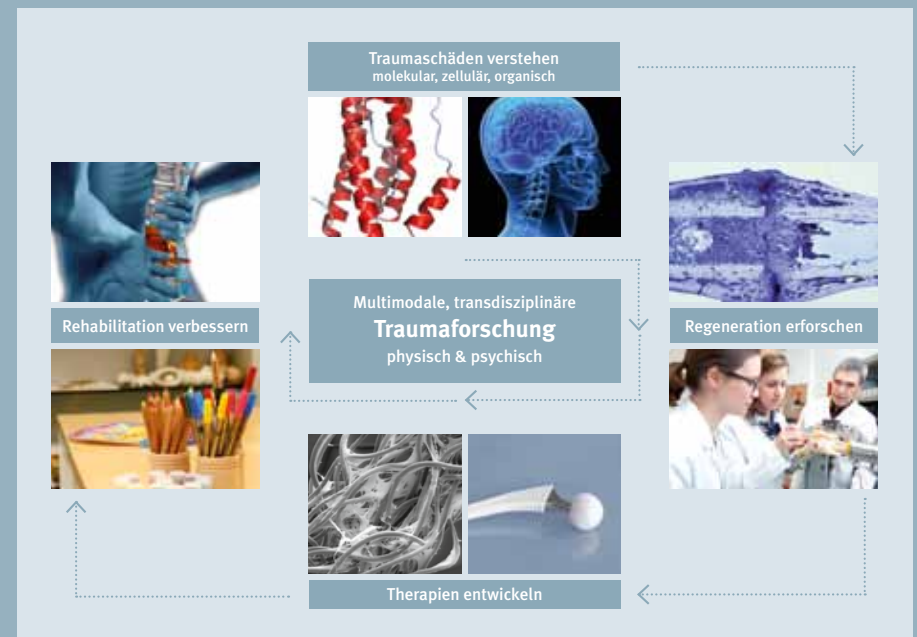 Traumaschäden verstehen
molekular, zellulär, organisch
Rehabilitation verbessern
Multimodale, transdisziplinäre
Traumaforschung
physisch & psychisch
Regeneration erforschen
Therapien entwickeln